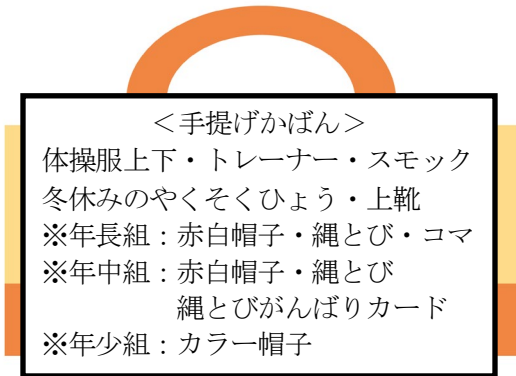 ＜手提げかばん＞
体操服上下・トレーナー・スモック
冬休みのやくそくひょう・上靴
※年長組：赤白帽子・縄とび・コマ
※年中組：赤白帽子・縄とび
縄とびがんばりカード
※年少組：カラー帽子